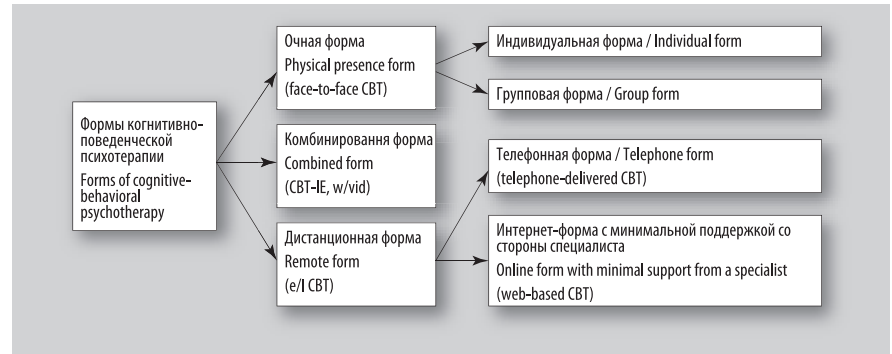 Формы когнитивно-
поведенческой
психотерапии
Forms of cognitive-
behavioral
psychotherapy
Очная форма
Physical presence form
(face-to-face CBT)
Комбинировання форма
Combined form
(CBT-IE, w/vid)
Дистанционная форма
Remote form
(e/I CBT)
Индивидуальная форма / Individual form
Групповая форма / Group form
Телефонная форма / Telephone form
(telephone-delivered CBT)
Интернет-форма с минимальной поддержкой со
стороны специалиста
Online form with minimal support from a specialist
(web-based CBT)